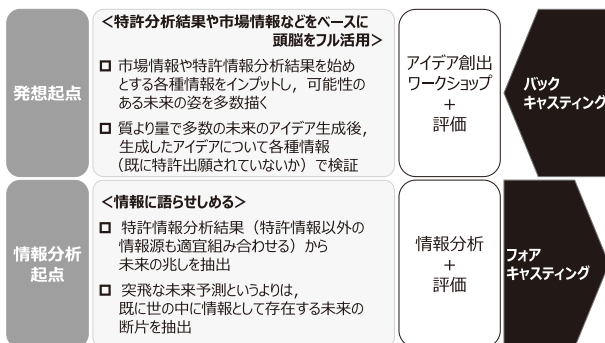 発想起点
<特許分析結果や市場情報などをベースに
頭脳をフル活用>
市場情報や特許情報分析結果を始め
とする各種情報をインプットし，可能性の
ある未来の姿を多数描く
質より量で多数の未来のアイデア生成後，
生成したアイデアについて各種情報
（既に特許出願されていないか）で検証
アイデア創出
ワークショップ
+
評価
バック
キャスティング
情報分析
起点
<情報に語らせしめる>
特許情報分析結果（特許情報以外の
情報源も適宜組み合わせる）から
未来の兆しを抽出
突飛な未来予測というよりは，
既に世の中に情報として存在する未来の
断片を抽出
情報分析
+
評価
フォア
キャスティング